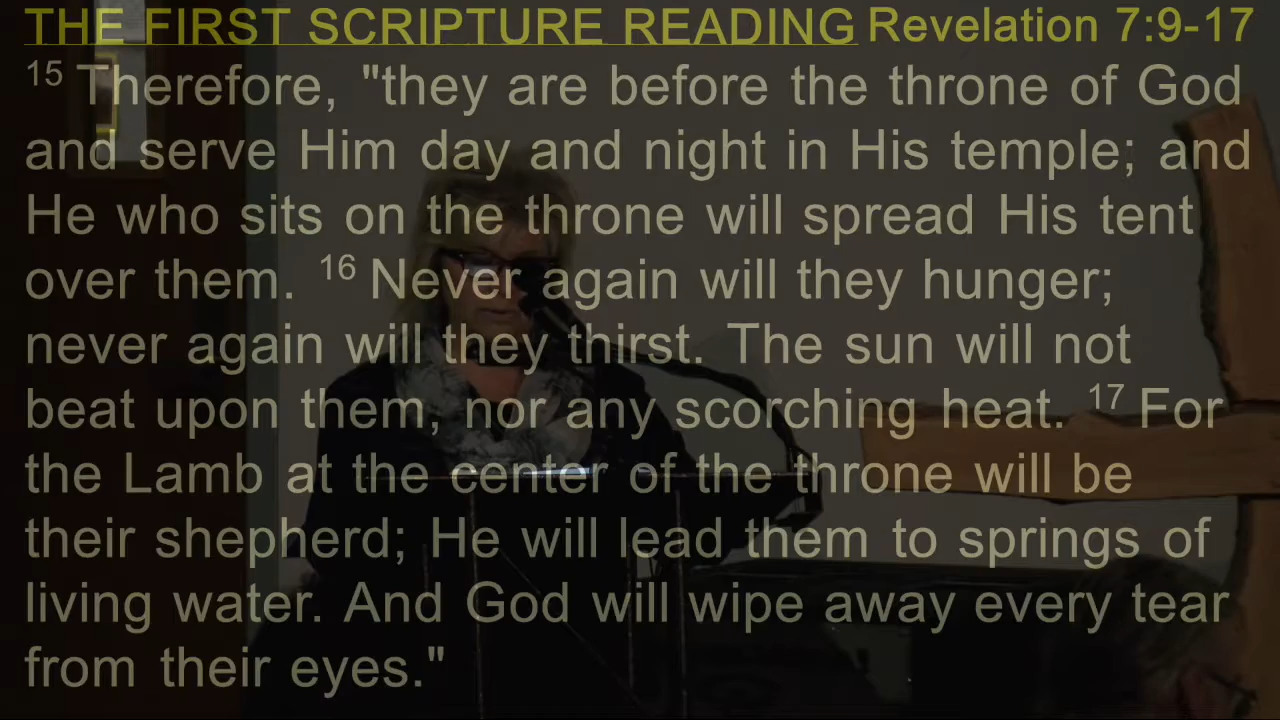 THE FIRST SCRIPTURE READING Revelation 7:9-17
15 Therefore, "they are before the throne of God
and serve Him day and night in His temple; and
He who sits on the throne will spread His tent
over them. 16 Never again will they hunger;
never again will they thirst. The sun will not
beat upon them, nor any scorching heat. 17 For
the Lamb at the center of the throne will be
their shepherd; He will lead them to springs of
living water. And God will wipe away every tear
from their eyes."